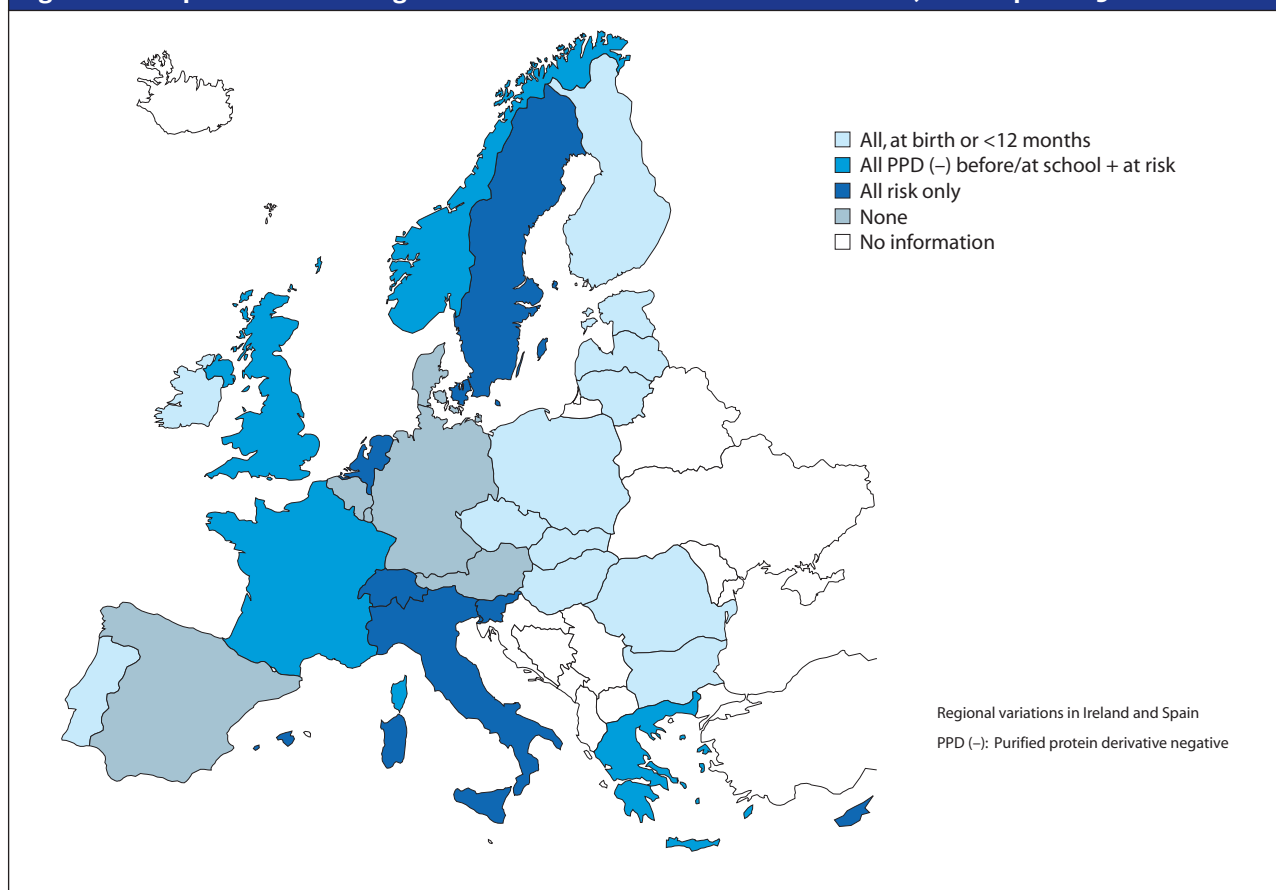 All, at birth or <12 months
All PPD (–) before/at school + at risk
All risk only
None
No information
Regional variations in Ireland and Spain
PPD (–): Purified protein derivative negative